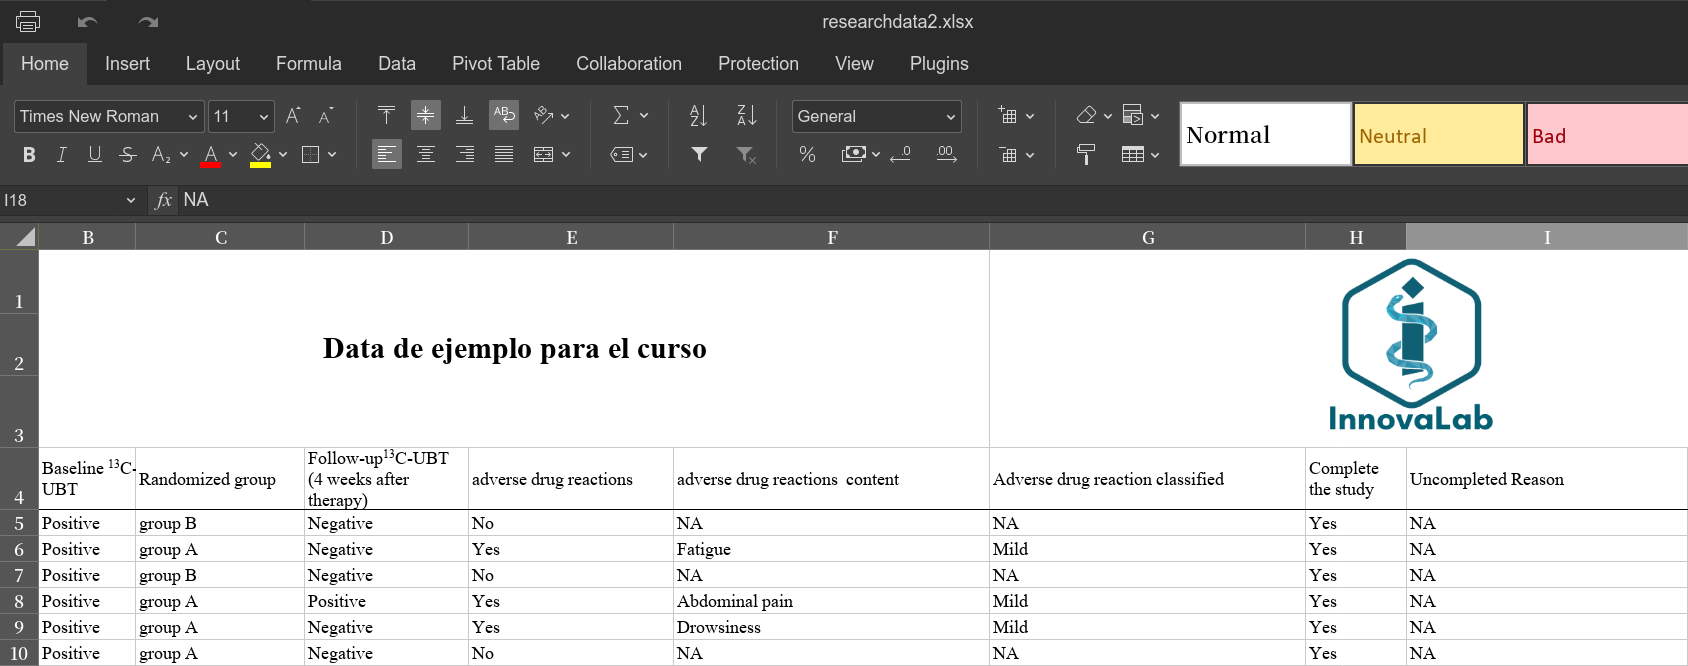 researchdata2.xlsx
Home Insert Layout Formula Data Pivot Table Collaboration Protection View Plugins
Times New Roman 11 General Normal Neutral Bad
I18 fx NA
B C D E F G H I
1
2 Data de ejemplo para el curso
3
InnovaLab
4 Baseline ¹³C-UBT Randomized group Follow-up¹³C-UBT (4 weeks after therapy) adverse drug reactions adverse drug reactions content Adverse drug reaction classified Complete the study Uncompleted Reason
5 Positive group B Negative No NA NA Yes NA
6 Positive group A Negative Yes Fatigue Mild Yes NA
7 Positive group B Negative No NA NA Yes NA
8 Positive group A Positive Yes Abdominal pain Mild Yes NA
9 Positive group A Negative Yes Drowsiness Mild Yes NA
10 Positive group A Negative No NA NA Yes NA